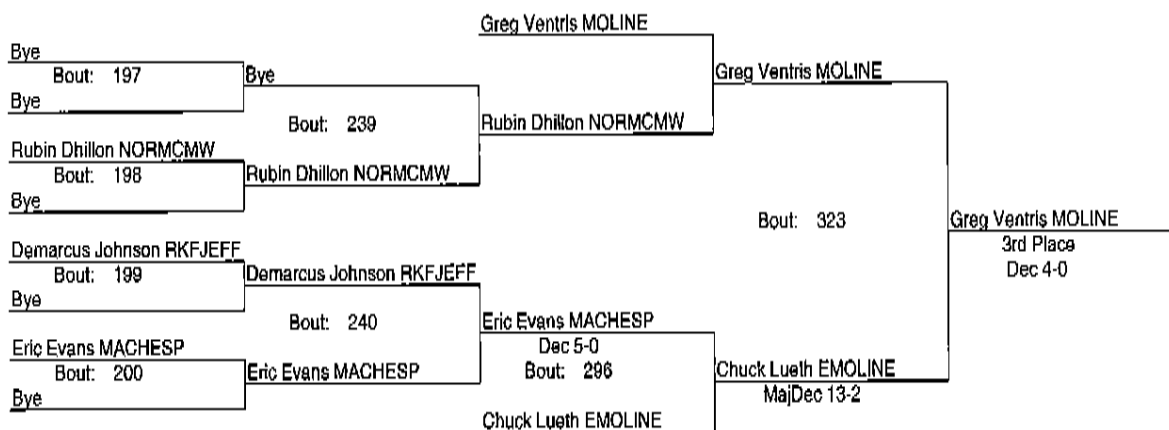 Greg Ventris MOLINE
Bye
Bout: 197
Bye
Greg Ventris MOLINE
Bye
Bout: 239
Rubin Dhillon NORMCMW
Rubin Dhillon NORMCMW
Bout: 198
Rubin Dhillon NORMCMW
Bye
Bout: 323
Greg Ventris MOLINE
3rd Place
Dec 4-0
Demarcus Johnson RKFJEFF
Bout: 199
Demarcus Johnson RKFJEFF
Bye
Bout: 240
Eric Evans MACHESP
Dec 5-0
Eric Evans MACHESP
Bout: 200
Eric Evans MACHESP
Bout: 296
Chuck Lueth EMOLINE
MajDec 13-2
Bye
Chuck Lueth EMOLINE